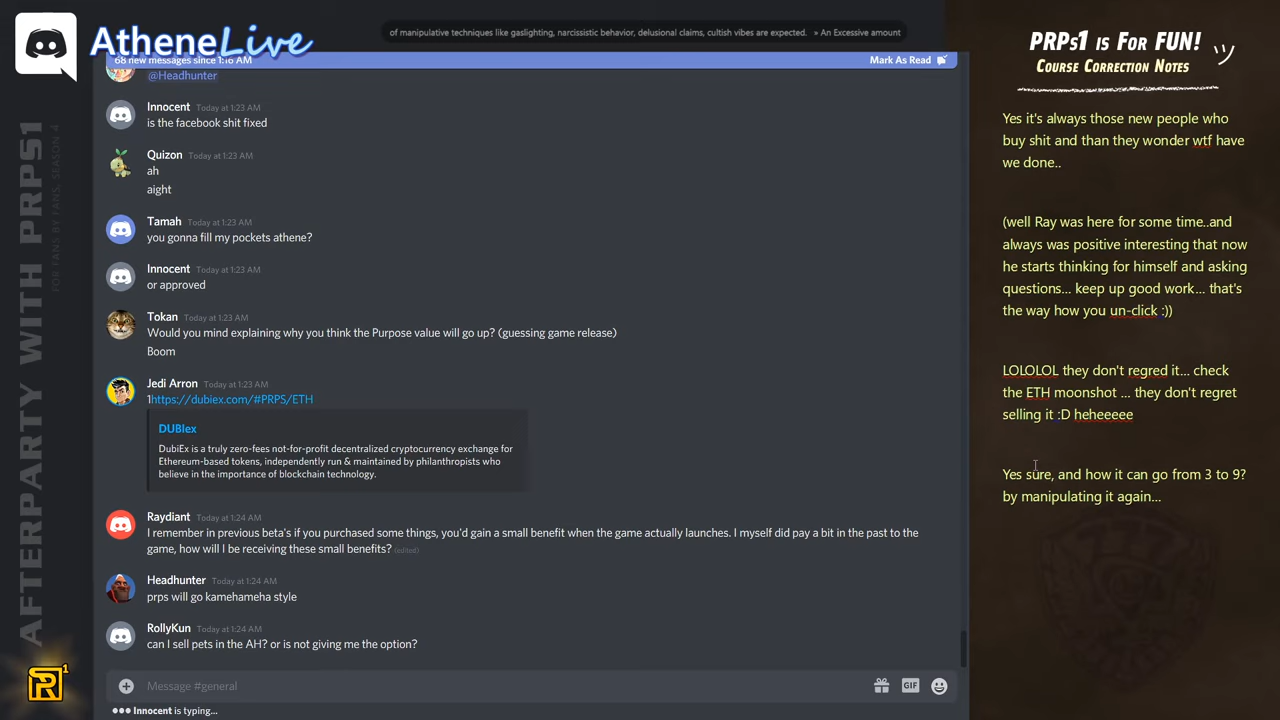 AtheneLive
of manipulative techniques like gaslighting, narcissistic behavior, delusional claims, cultish vibes are expected. » An Excessive amount
68 new messages since 1:16 AM
Mark As Read
@Headhunter
Innocent Today at 1:23 AM
is the facebook shit fixed
Quizon Today at 1:23 AM
ah
aight
Tamah Today at 1:23 AM
you gonna fill my pockets athene?
Innocent Today at 1:23 AM
or approved
Tokan Today at 1:23 AM
Would you mind explaining why you think the Purpose value will go up? (guessing game release)
Boom
Jedi Arron Today at 1:23 AM
1https://dubiex.com/#PRPS/ETH
DUBIex
DubiEx is a truly zero-fees not-for-profit decentralized cryptocurrency exchange for
Ethereum-based tokens, independently run & maintained by philanthropists who
believe in the importance of blockchain technology.
Raydiant Today at 1:24 AM
I remember in previous beta's if you purchased some things, you'd gain a small benefit when the game actually launches. I myself did pay a bit in the past to the
game, how will I be receiving these small benefits? (edited)
Headhunter Today at 1:24 AM
prps will go kamehameha style
RollyKun Today at 1:24 AM
can I sell pets in the AH? or is not giving me the option?
Message #general
GIF
Innocent is typing...
AFTERPARTY WITH PRPS1
FOR FANS BY FANS, SEASON 4
R1
PRPs1 is For FUN!
Course Correction Notes
ツ
Yes it's always those new people who
buy shit and than they wonder wtf have
we done..
(well Ray was here for some time..and
always was positive interesting that now
he starts thinking for himself and asking
questions... keep up good work... that's
the way how you un-click :))
LOLOLOL they don't regred it... check
the ETH moonshot ... they don't regret
selling it :D heheeeee
Yes sure, and how it can go from 3 to 9?
by manipulating it again...